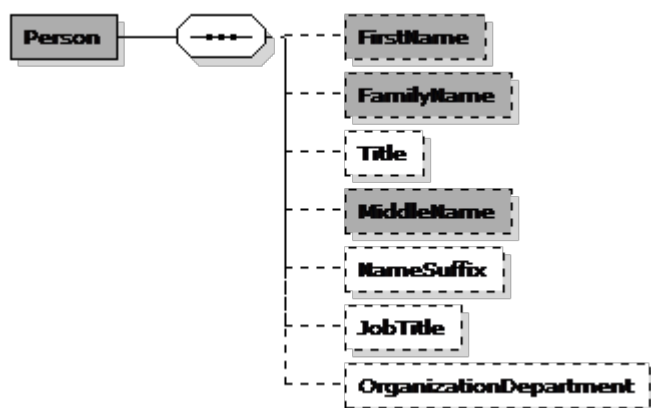 Person
FirstName
FamilyName
Title
MiddleName
NameSuffix
JobTitle
OrganizationDepartment